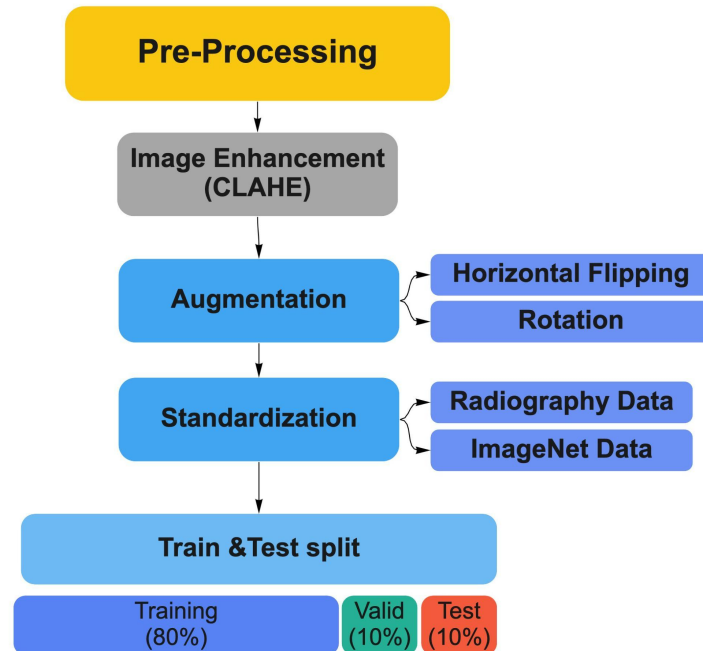 Pre-Processing
Image Enhancement
(CLAHE)
Augmentation
Horizontal Flipping
Rotation
Standardization
Radiography Data
ImageNet Data
Train &Test split
Training
(80%)
Valid
(10%)
Test
(10%)